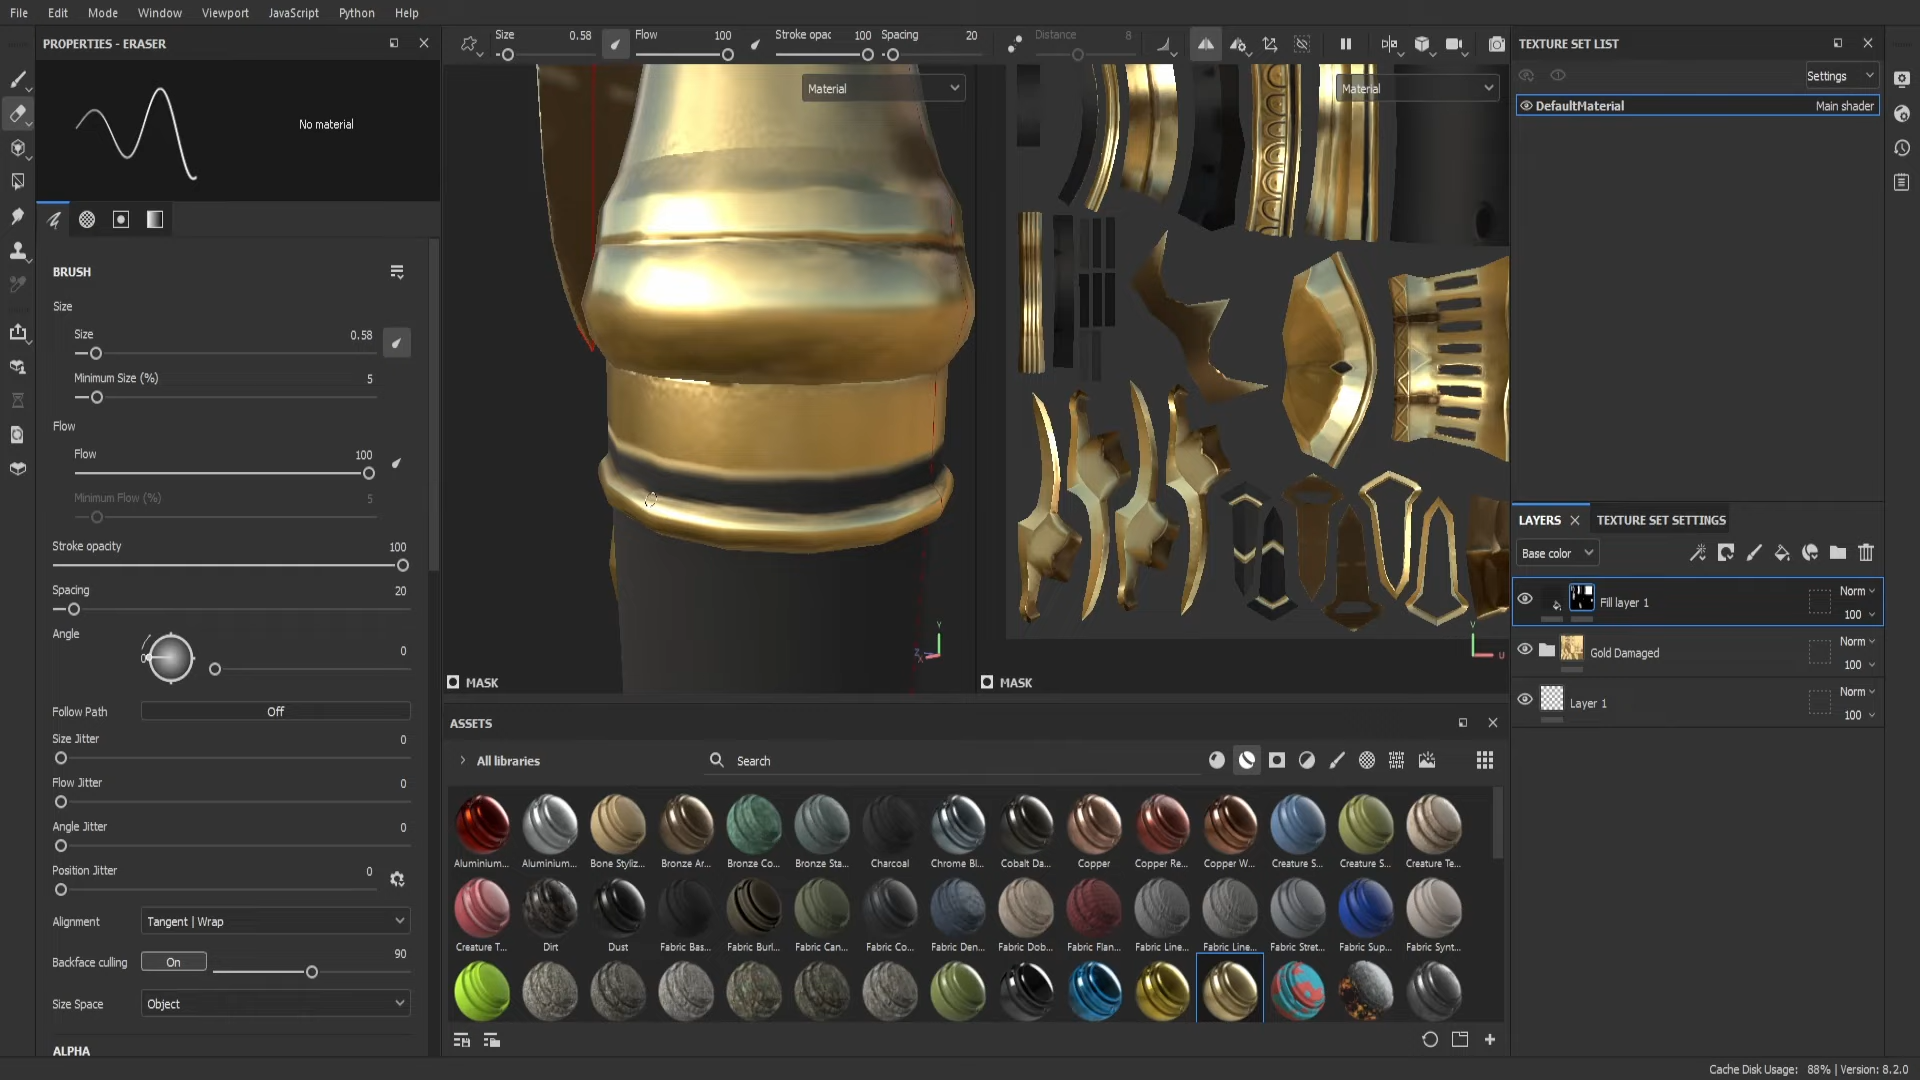 File Edit Mode Window Viewport JavaScript Python Help
PROPERTIES - ERASER
No material
BRUSH
Size
Size 0.58
Minimum Size (%) 5
Flow
Flow 100
Minimum Flow (%) 5
Stroke opacity 100
Spacing 20
Angle 0
0
Follow Path Off
Size Jitter 0
Flow Jitter 0
Angle Jitter 0
Position Jitter 0
Alignment Tangent | Wrap
Backface culling On 90
Size Space Object
ALPHA
Size 0.58 Flow 100 Stroke opac 100 Spacing 20 Distance 8
Material
Material
Y
Z
X
V
U
MASK
MASK
ASSETS
All libraries
Search
Aluminium... Aluminium... Bone Styliz... Bronze Ar... Bronze Co... Bronze Sta... Charcoal Chrome Bl... Cobalt Da... Copper Copper Re... Copper W... Creature S... Creature S... Creature Te...
Creature T... Dirt Dust Fabric Bas... Fabric Burl... Fabric Can... Fabric Co... Fabric Den... Fabric Dob... Fabric Flan... Fabric Line... Fabric Line... Fabric Stret... Fabric Sup... Fabric Synt...
TEXTURE SET LIST
Settings
DefaultMaterial Main shader
LAYERS TEXTURE SET SETTINGS
Base color
Fill layer 1 Norm
100
Gold Damaged Norm
100
Layer 1 Norm
100
Cache Disk Usage: 88% | Version: 8.2.0